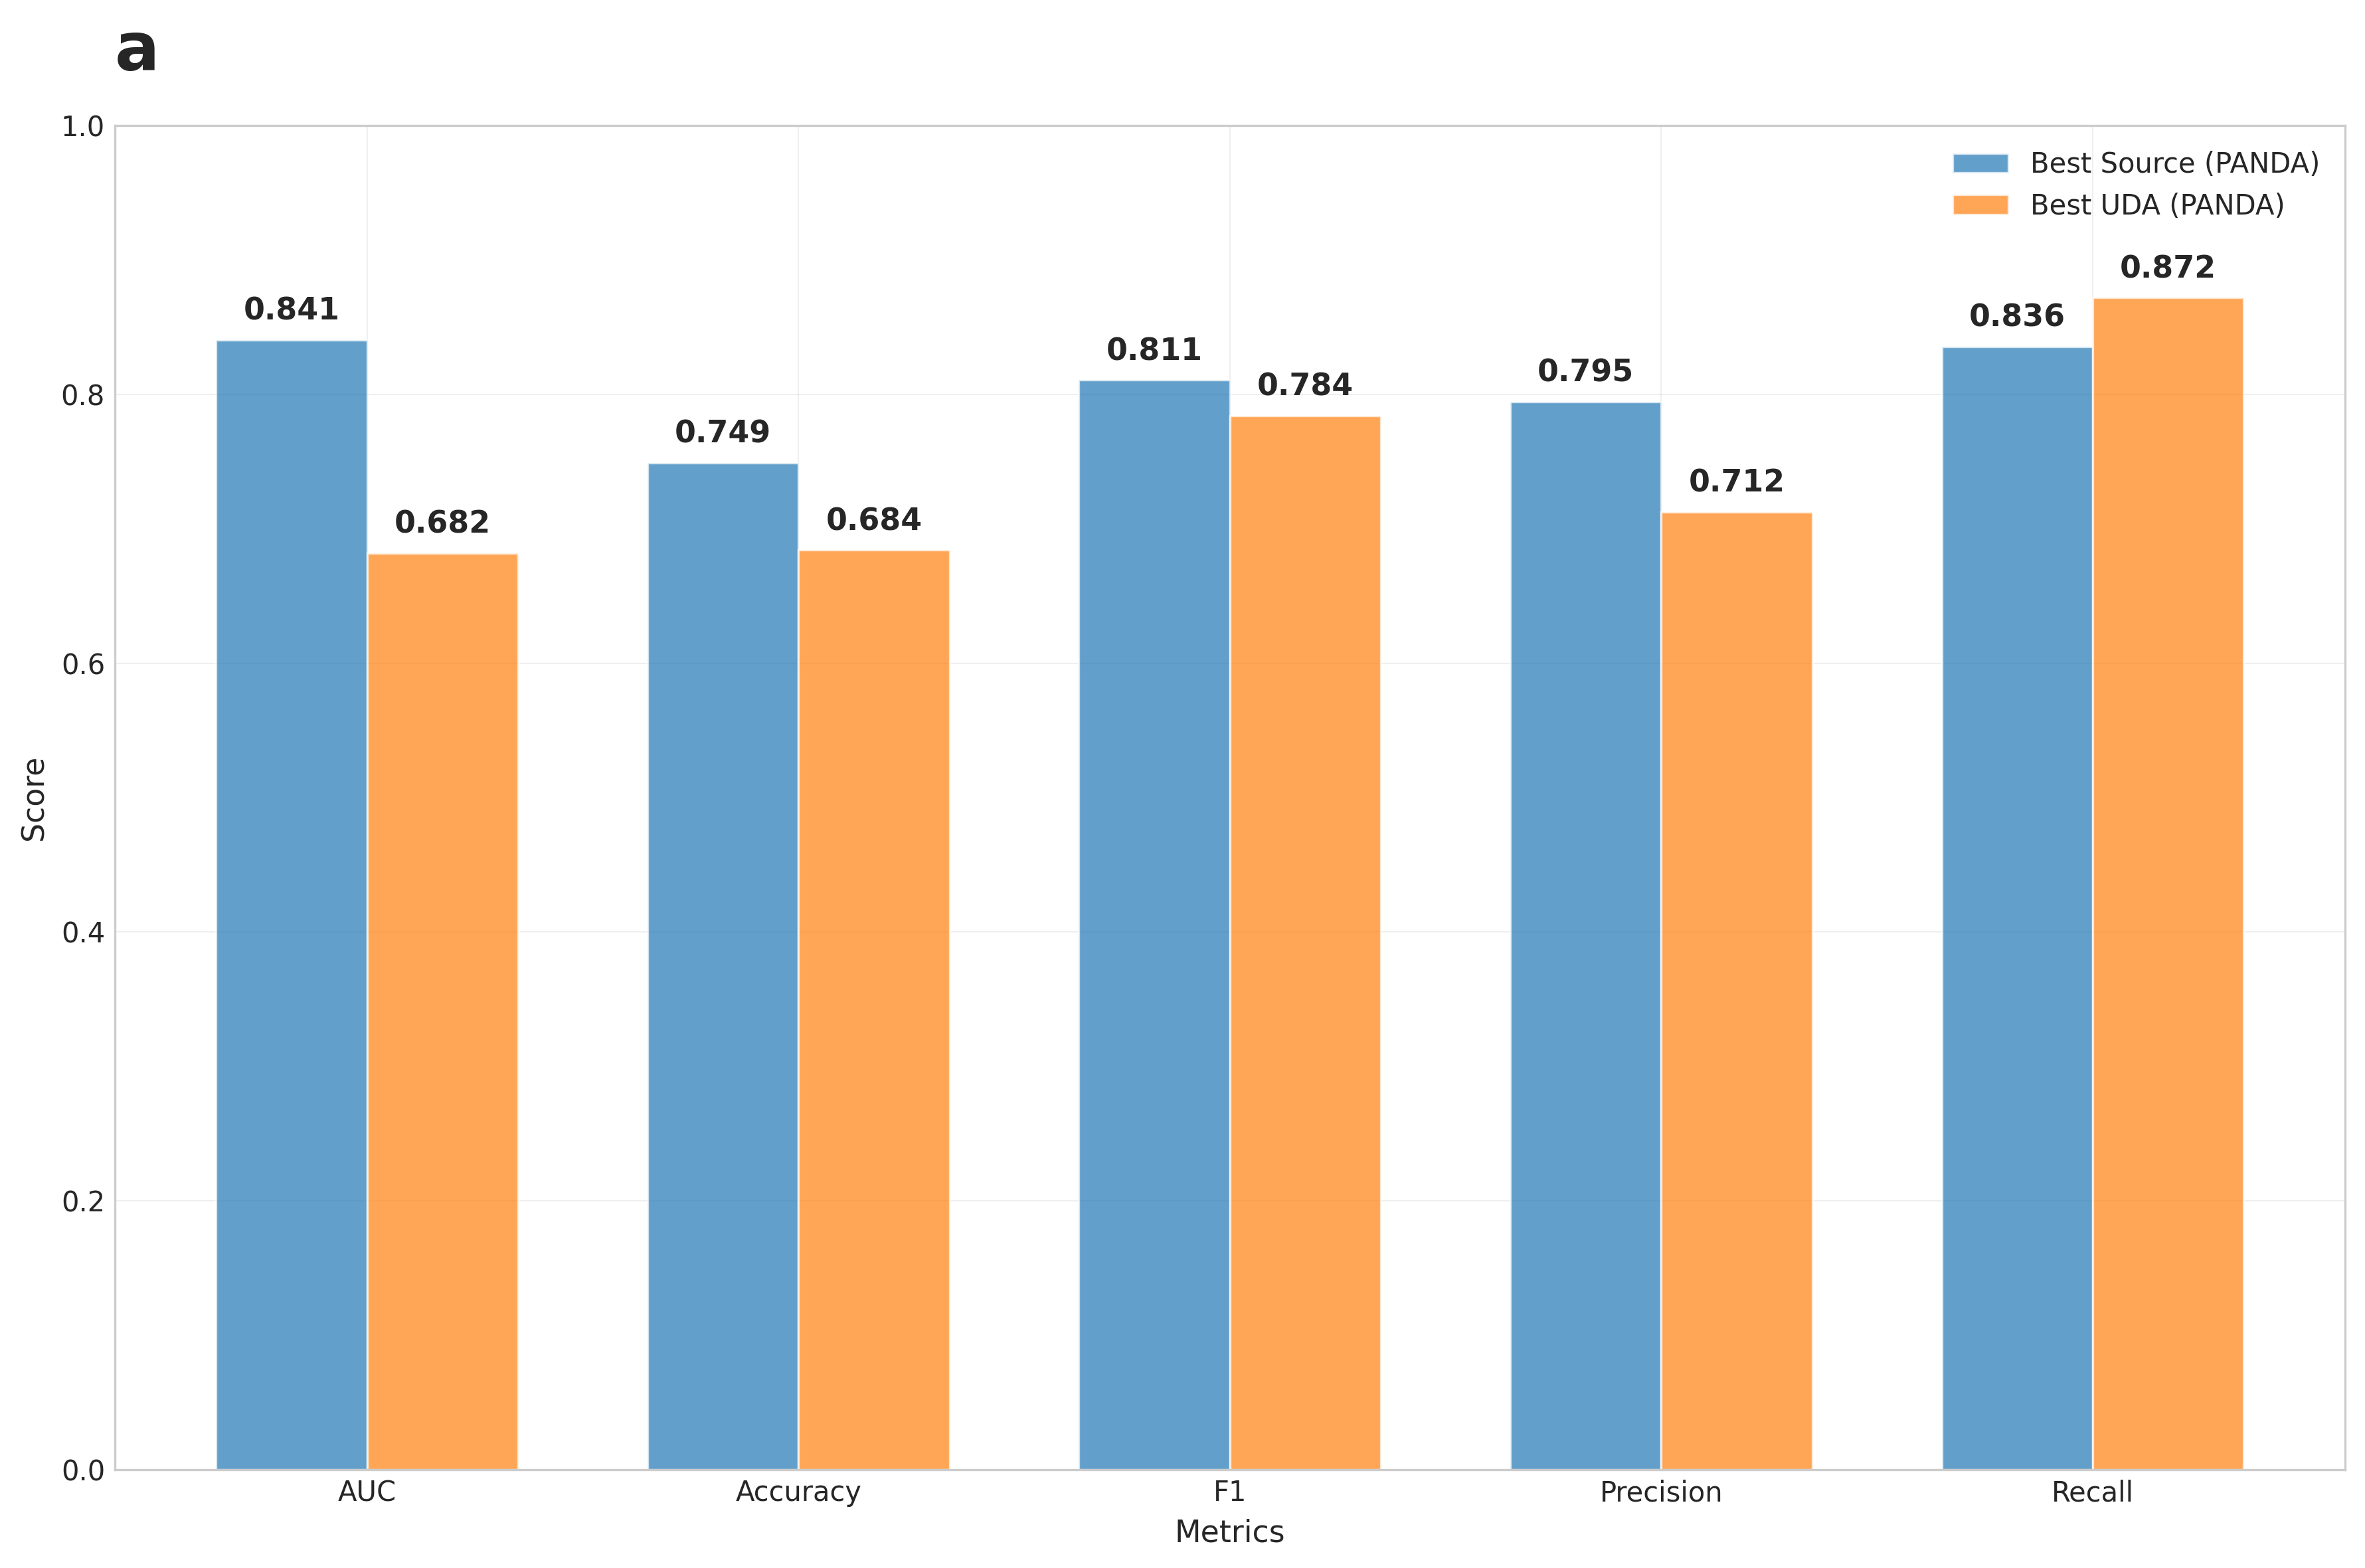 a
1.0
0.8
0.6
0.4
0.2
0.0
Score
Best Source (PANDA)
Best UDA (PANDA)
0.841
0.682
0.749
0.684
0.811
0.784
0.795
0.712
0.836
0.872
AUC
Accuracy
F1
Precision
Recall
Metrics